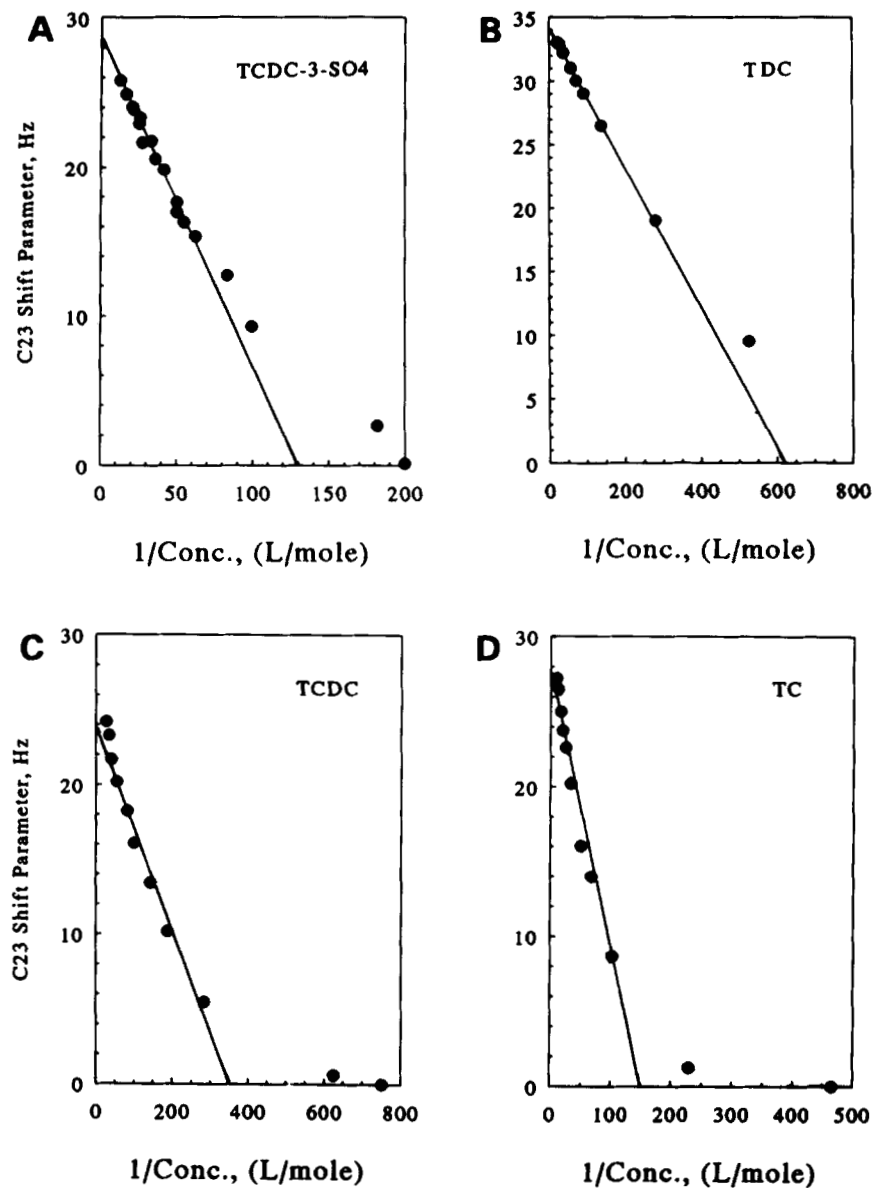 A
TCDC-3-SO4
C23 Shift Parameter, Hz
30
20
10
0
0 50 100 150 200
1/Conc., (L/mole)
B
TDC
35
30
25
20
15
10
5
0
0 200 400 600 800
1/Conc., (L/mole)
C
TCDC
C23 Shift Parameter, Hz
30
20
10
0
0 200 400 600 800
1/Conc., (L/mole)
D
TC
30
20
10
0
0 100 200 300 400 500
1/Conc., (L/mole)